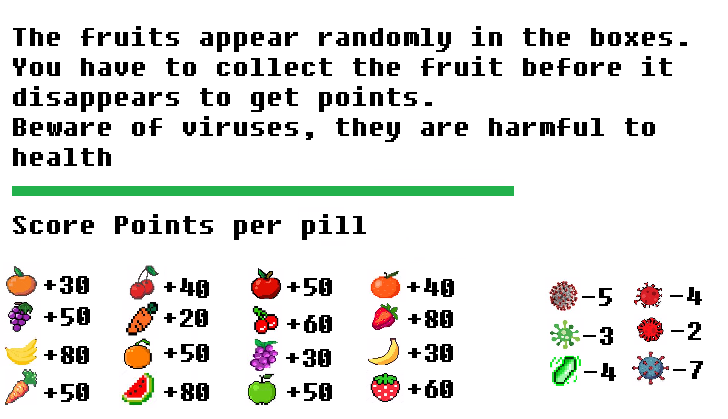 The fruits appear randomly in the boxes.
You have to collect the fruit before it
disappears to get points.
Beware of viruses, they are harmful to
health
Score Points per pill
+30 +40 +50 +40 -5 -4
+50 +20 +60 +80 -3 -2
+80 +50 +30 +30 -4 -7
+50 +80 +50 +60